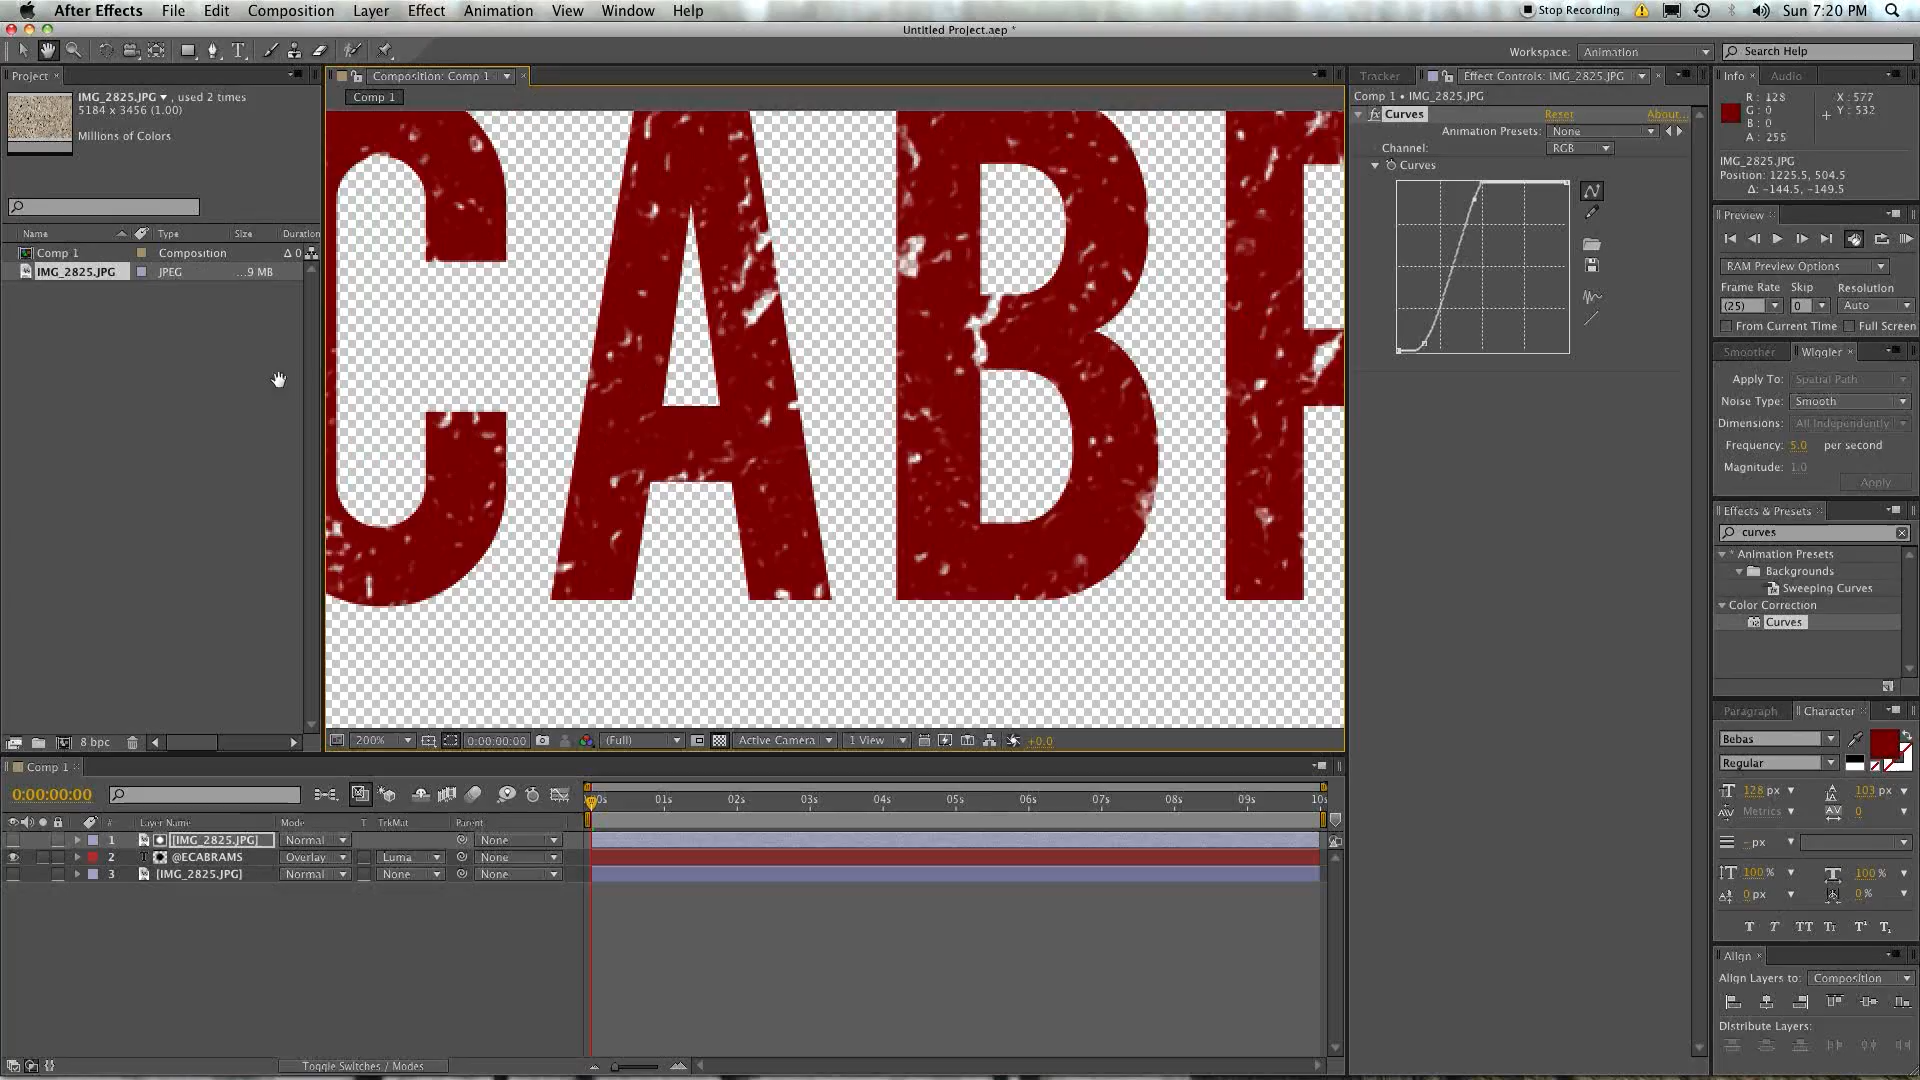 After Effects File Edit Composition Layer Effect Animation View Window Help
Stop Recording Sun 7:20 PM
Untitled Project.aep *
Workspace: Animation Search Help
Project
IMG_2825.JPG, used 2 times
5184 x 3456 (1.00)
Millions of Colors
Name Type Size Duration
Comp 1 Composition Δ 0
IMG_2825.JPG JPEG ...9 MB
8 bpc
Composition: Comp 1
Comp 1
CAB
200% 0:00:00:00 (Full) Active Camera 1 View +0.0
Tracker Effect Controls: IMG_2825.JPG
Comp 1 • IMG_2825.JPG
fx Curves Reset About...
Animation Presets: None
Channel: RGB
Curves
Info Audio
R : 128
G : 0
B : 0
A : 255
X : 577
Y : 532
IMG_2825.JPG
Position: 1225.5, 504.5
Δ: -144.5, -149.5
Preview
RAM Preview Options
Frame Rate Skip Resolution
(25) 0 Auto
From Current Time Full Screen
Smoother Wiggler
Apply To: Spatial Path
Noise Type: Smooth
Dimensions: All Independently
Frequency: 5.0 per second
Magnitude: 1.0
Apply
Effects & Presets
curves
* Animation Presets
Backgrounds
Sweeping Curves
Color Correction
Curves
Paragraph Character
Bebas
Regular
128 px 103 px
Metrics 0
- px
100 % 100 %
0 px 0 %
T T TT Tt T¹ T₁
Align
Align Layers to: Composition
Distribute Layers:
Comp 1
0:00:00:00
00s 01s 02s 03s 04s 05s 06s 07s 08s 09s 10s
# Layer Name Mode T TrkMat Parent
1 [IMG_2825.JPG] Normal None
2 T @ECABRAMS Overlay Luma None
3 [IMG_2825.JPG] Normal None None
Toggle Switches / Modes